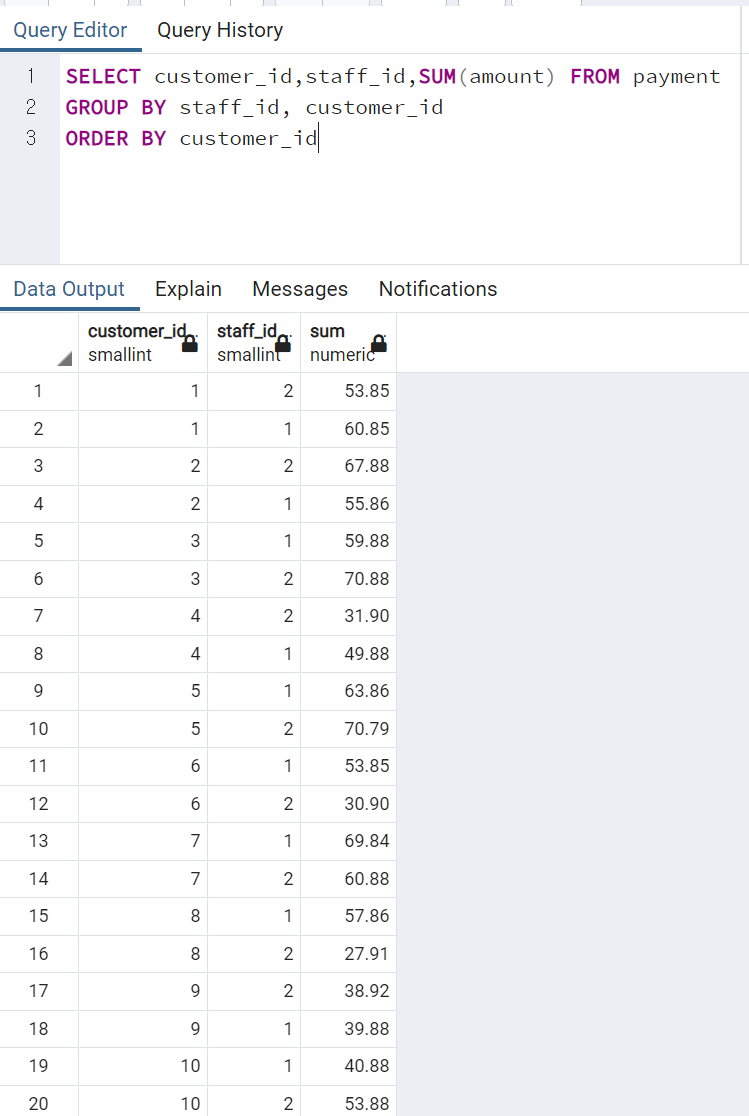 Query Editor Query History
1 SELECT customer_id,staff_id,SUM(amount) FROM payment
2 GROUP BY staff_id, customer_id
3 ORDER BY customer_id
Data Output Explain Messages Notifications
customer_id staff_id sum
smallint smallint numeric
1 1 2 53.85
2 1 1 60.85
3 2 2 67.88
4 2 1 55.86
5 3 1 59.88
6 3 2 70.88
7 4 2 31.90
8 4 1 49.88
9 5 1 63.86
10 5 2 70.79
11 6 1 53.85
12 6 2 30.90
13 7 1 69.84
14 7 2 60.88
15 8 1 57.86
16 8 2 27.91
17 9 2 38.92
18 9 1 39.88
19 10 1 40.88
20 10 2 53.88